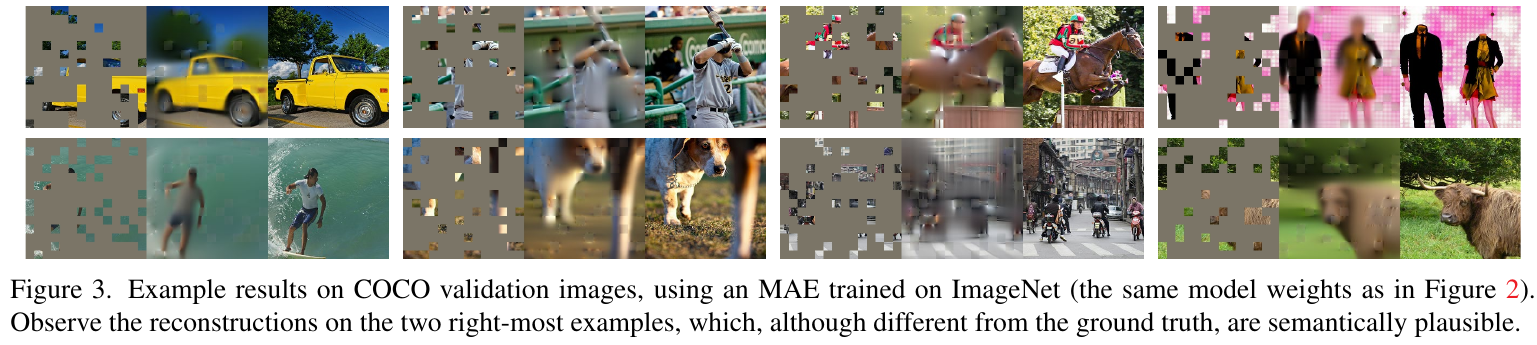 Figure 3. Example results on COCO validation images, using an MAE trained on ImageNet (the same model weights as in Figure 2).
Observe the reconstructions on the two right-most examples, which, although different from the ground truth, are semantically plausible.